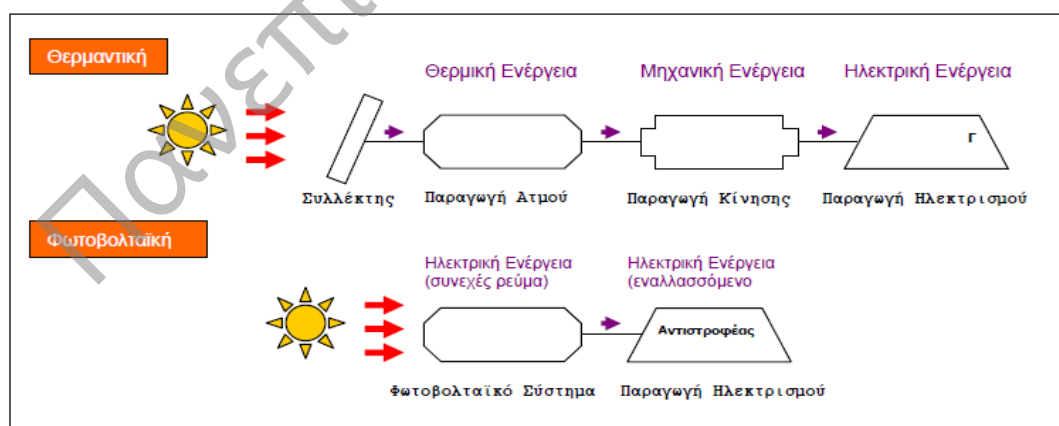 Θερμαντική
Θερμική Ενέργεια
Μηχανική Ενέργεια
Ηλεκτρική Ενέργεια
Γ
Συλλέκτης
Παραγωγή Ατμού
Παραγωγή Κίνησης
Παραγωγή Ηλεκτρισμού
Φωτοβολταϊκή
Ηλεκτρική Ενέργεια
(συνεχές ρεύμα)
Ηλεκτρική Ενέργεια
(εναλλασσόμενο
Αντιστροφέας
Φωτοβολταϊκό Σύστημα
Παραγωγή Ηλεκτρισμού